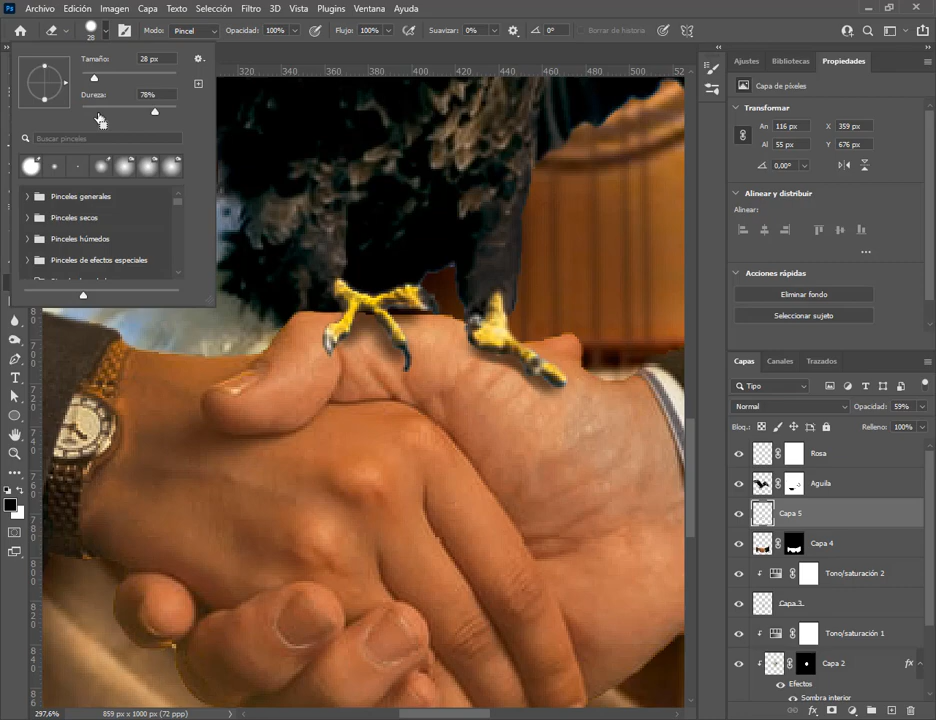 Ps Archivo Edición Imagen Capa Texto Selección Filtro 3D Vista Plugins Ventana Ayuda
28 Modo: Pincel Opacidad: 100% Flujo: 100% Suavizar: 0% 0° Borrar de historia
Tamaño: 28 px
Dureza: 78%
Buscar pinceles
Pinceles generales
Pinceles secos
Pinceles húmedos
Pinceles de efectos especiales
320 340 360 380 400 420 440 460 480 500 52
Ajustes Bibliotecas Propiedades
Capa de píxeles
Transformar
An 116 px X 359 px
Al 55 px Y 676 px
0,00°
Alinear y distribuir
Alinear:
Acciones rápidas
Eliminar fondo
Seleccionar sujeto
Capas Canales Trazados
Tipo
Normal Opacidad: 59%
Bloq.: Relleno: 100%
Rosa
Aguila
Capa 5
Capa 4
Tono/saturación 2
Capa 3
Tono/saturación 1
Capa 2 fx
Efectos
Sombra interior
297,6% 859 px x 1000 px (72 ppp)